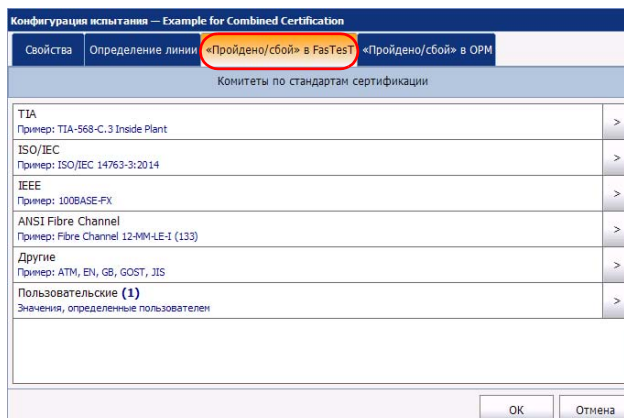 Конфигурация испытания — Example for Combined Certification
Свойства Определение линии «Пройдено/сбой» в FasTesT «Пройдено/сбой» в OPM
Комитеты по стандартам сертификации
TIA
Пример: TIA-568-C.3 Inside Plant
>
ISO/IEC
Пример: ISO/IEC 14763-3:2014
>
IEEE
Пример: 100BASE-FX
>
ANSI Fibre Channel
Пример: Fibre Channel 12-MM-LE-I (133)
>
Другие
Пример: ATM, EN, GB, GOST, JIS
>
Пользовательские (1)
Значения, определенные пользователем
>
OK Отмена